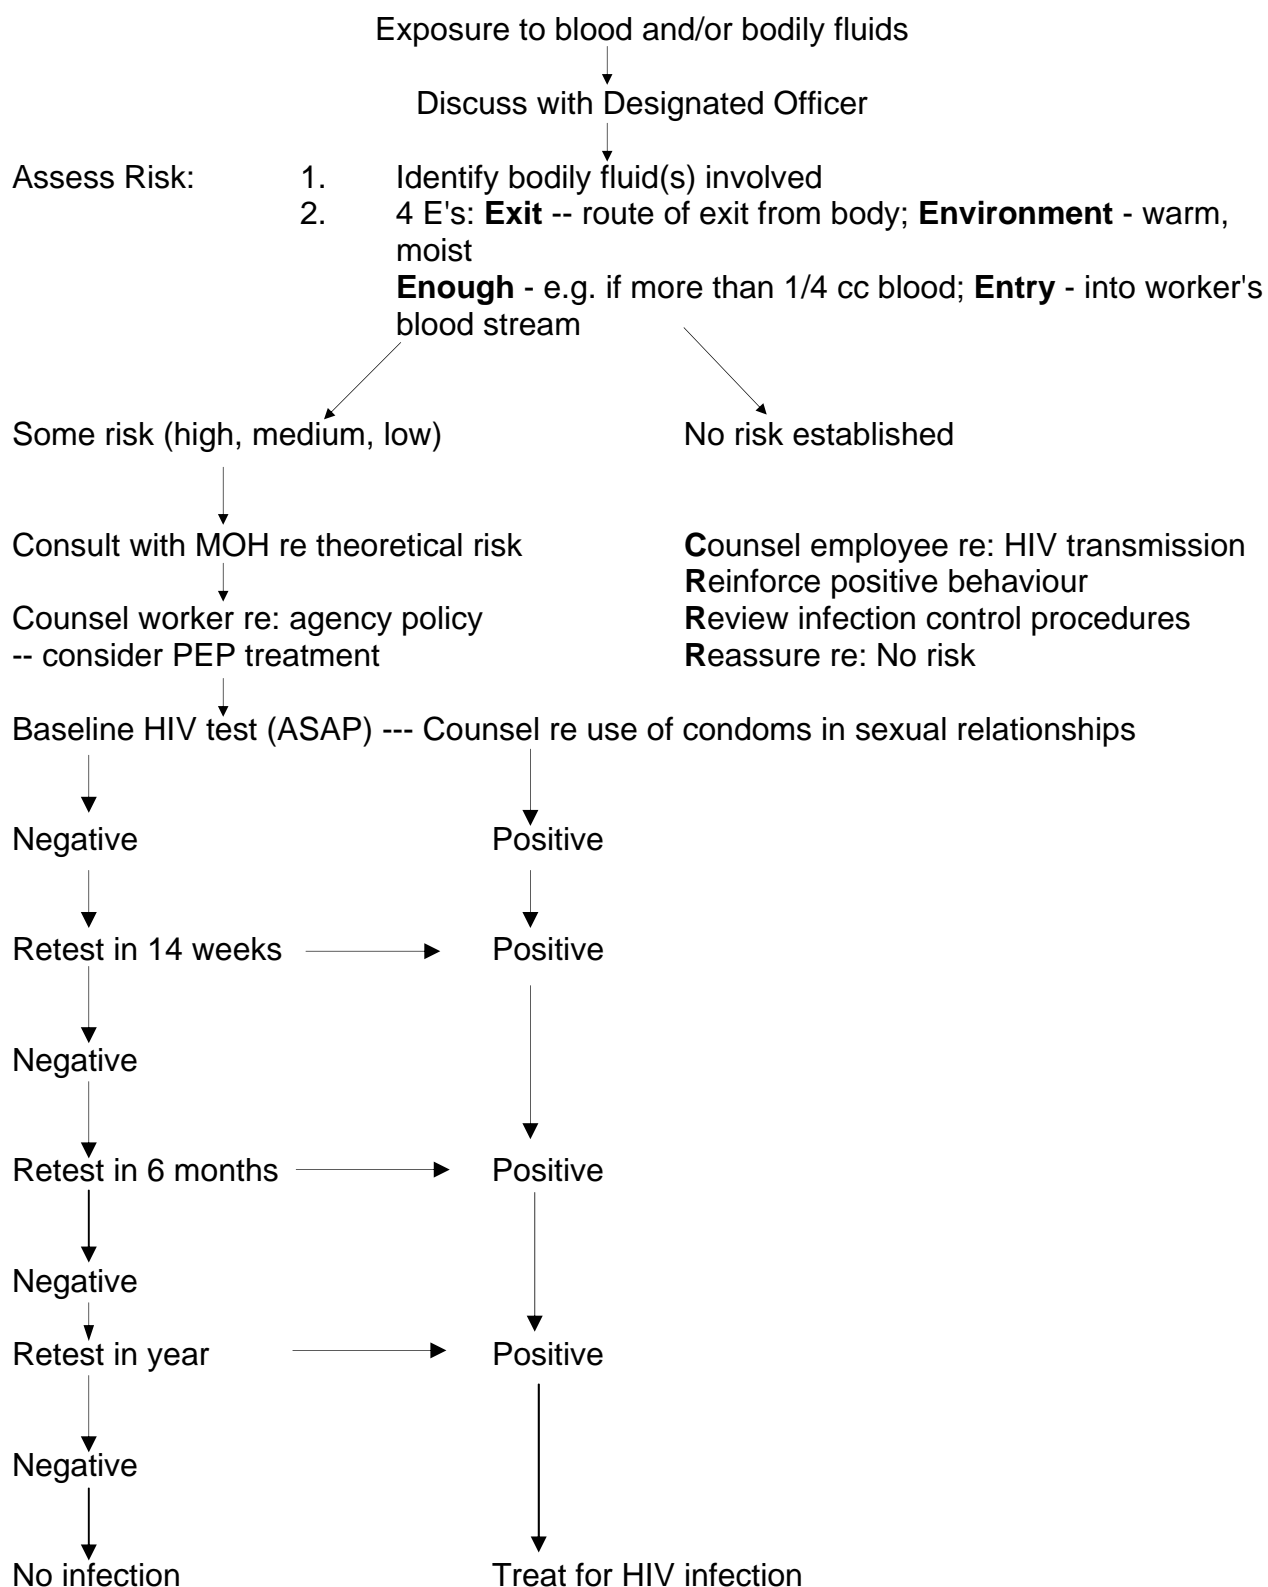 Exposure to blood and/or bodily fluids
Discuss with Designated Officer
Assess Risk: 1. Identify bodily fluid(s) involved
2. 4 E's: Exit -- route of exit from body; Environment - warm,
moist
Enough - e.g. if more than 1/4 cc blood; Entry - into worker's
blood stream
Some risk (high, medium, low) No risk established
Consult with MOH re theoretical risk Counsel employee re: HIV transmission
Reinforce positive behaviour
Counsel worker re: agency policy Review infection control procedures
-- consider PEP treatment Reassure re: No risk
Baseline HIV test (ASAP) --- Counsel re use of condoms in sexual relationships
Negative Positive
Retest in 14 weeks Positive
Negative
Retest in 6 months Positive
Negative
Retest in year Positive
Negative
No infection Treat for HIV infection